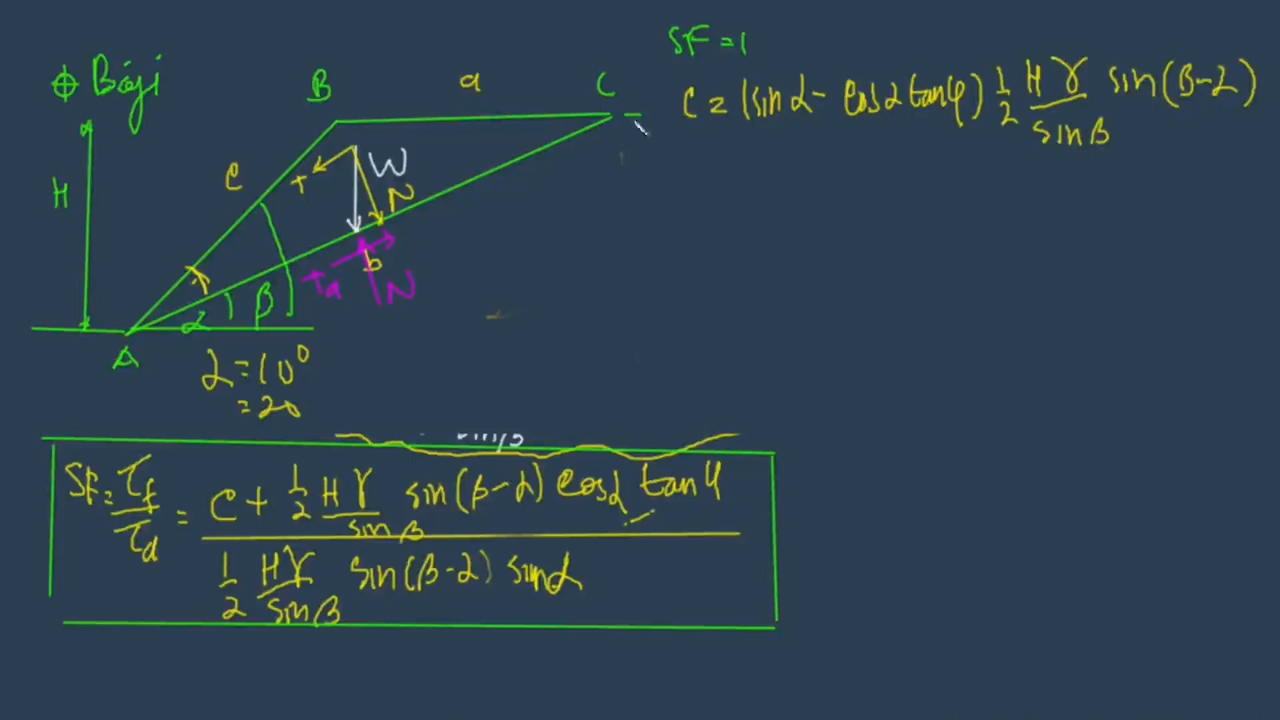 SF = 1
C = (sin α - cos α tan φ) 1/2 Hγ/sin β sin(β-α)
B a C
H
C
T W
N
b
Ta N
α β
A
α = 10°
= 20
SF = τf/τd = C + 1/2 Hγ/sin β sin(β-α) cos α tan φ
1/2 Hγ/sin β sin(β-α) sin α